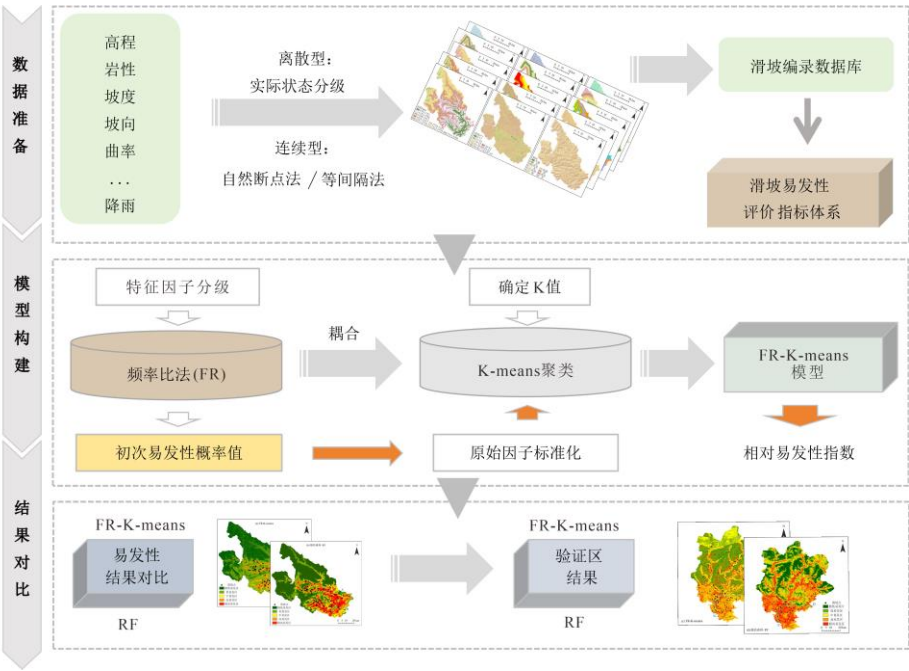 数据准备
高程
岩性
坡度
坡向
曲率
...
降雨
离散型：
实际状态分级
连续型：
自然断点法 / 等间隔法
滑坡编录数据库
滑坡易发性
评价指标体系
模型构建
特征因子分级
频率比法(FR)
初次易发性概率值
耦合
确定K值
K-means聚类
原始因子标准化
FR-K-means
模型
相对易发性指数
结果对比
FR-K-means
易发性
结果对比
RF
FR-K-means
验证区
结果
RF